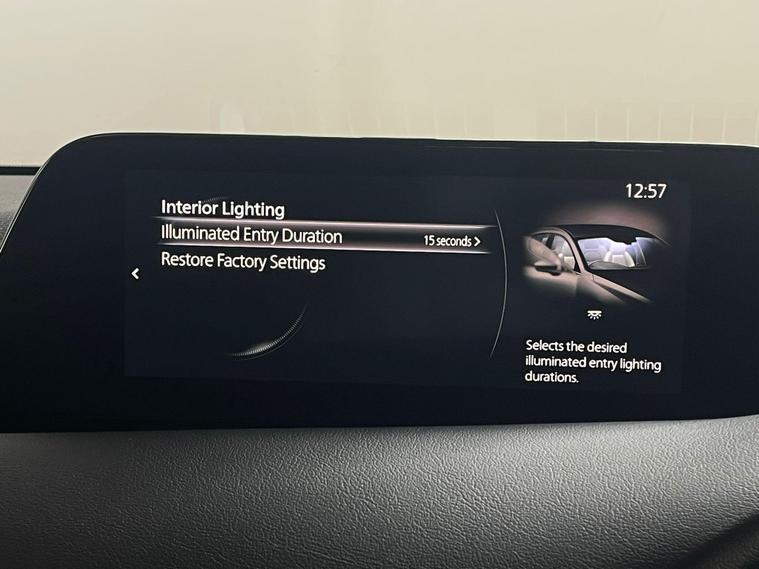 12:57
Interior Lighting
Illuminated Entry Duration 15 seconds >
Restore Factory Settings
Selects the desired
illuminated entry lighting
durations.